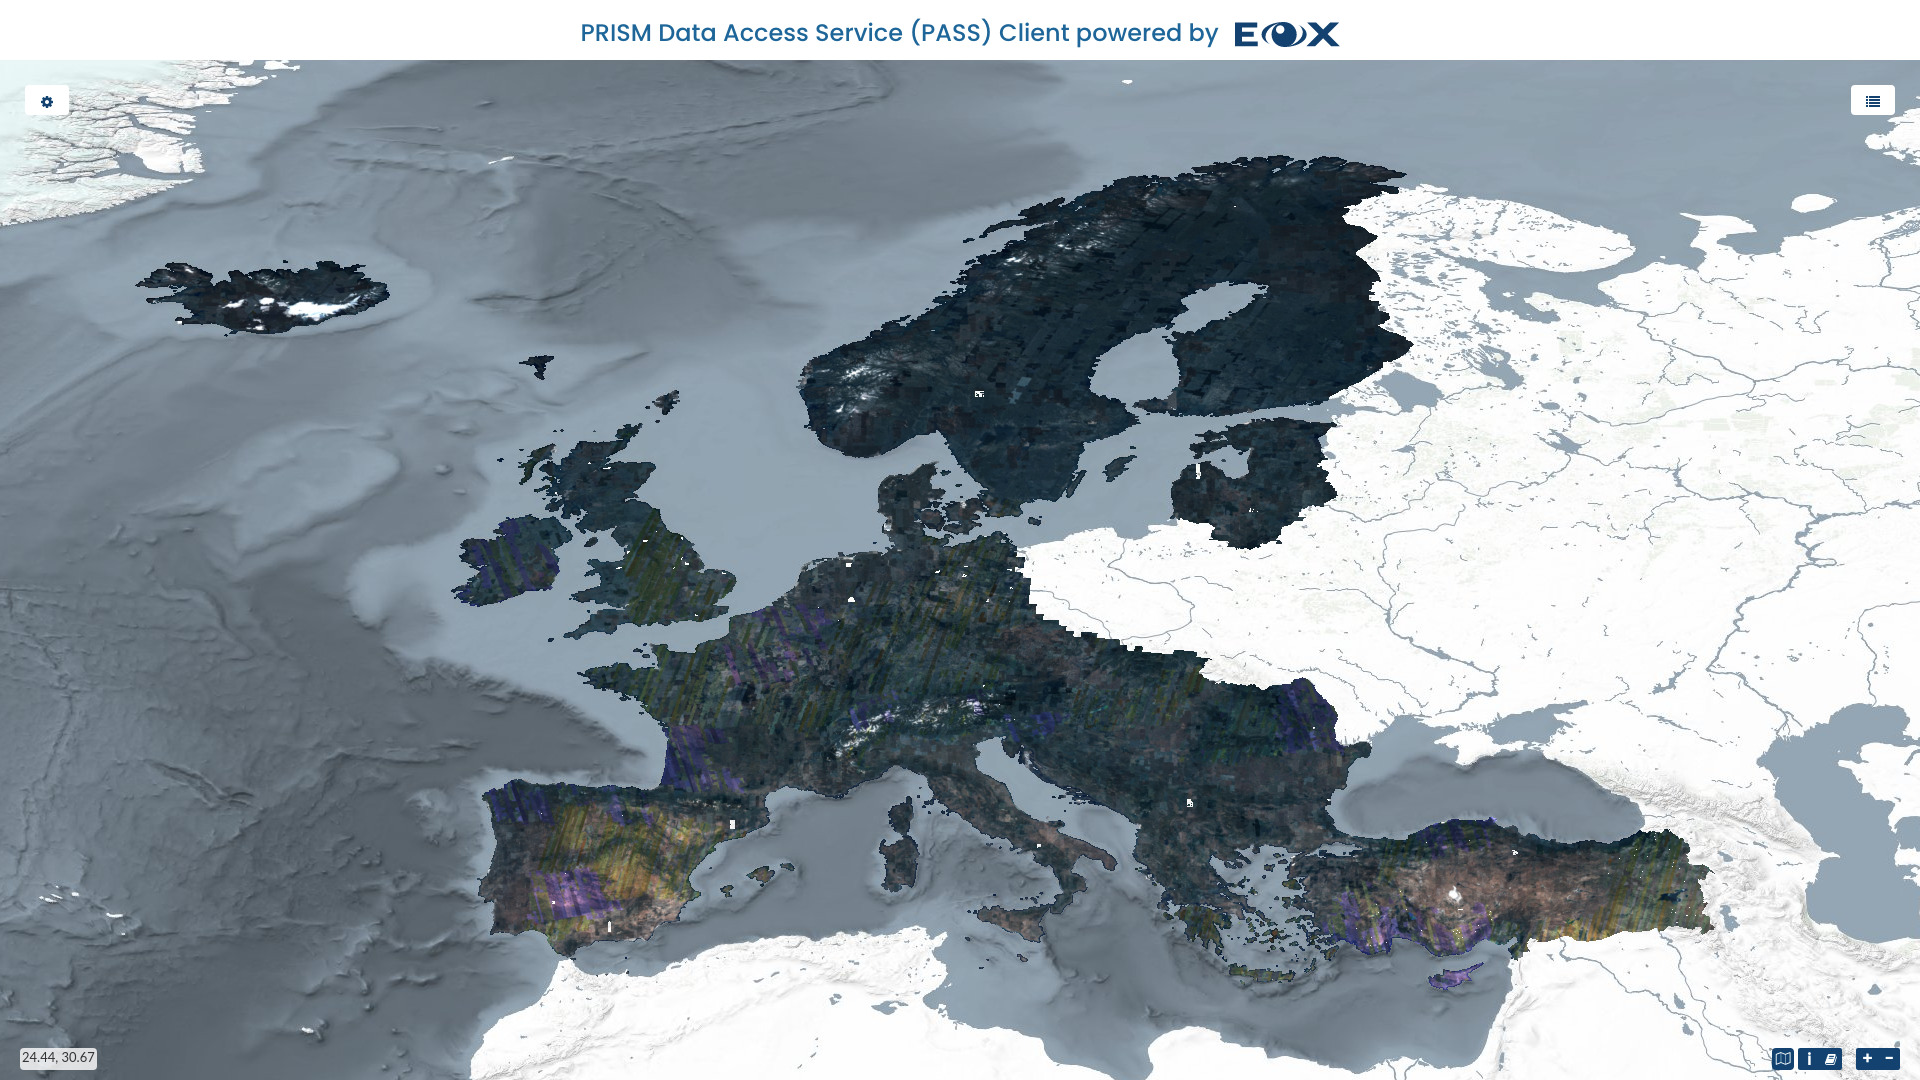 PRISM Data Access Service (PASS) Client powered by EOX
24.44, 30.67